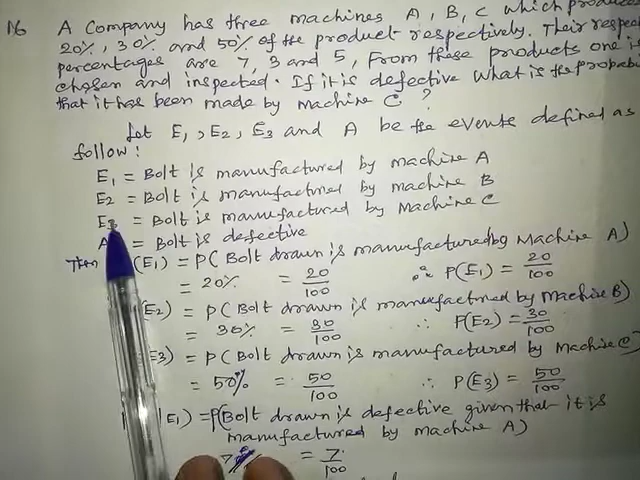 16 A Company has three machines A, B, C which produce
20%, 30% and 50% of the product respectively. Their respec
percentages are 7, 3 and 5, From these products one is
chosen and inspected. If it is defective what is the probabi
that it has been made by machine C ?
Let E1, E2, E3 and A be the events defined as
follow:
E1 = Bolt is manufactured by machine A
E2 = Bolt is manufactured by machine B
E3 = Bolt is manufactured by Machine C
A = Bolt is defective
Then (E1) = P( Bolt drawn is manufactured by Machine A)
= 20% = 20/100 ∴ P(E1) = 20/100
(E2) = P( Bolt drawn is manufactured by Machine B)
= 30% = 30/100 ∴ P(E2) = 30/100
E3) = P( Bolt drawn is manufactured by Machine C)
= 50% = 50/100 ∴ P(E3) = 50/100
E1) = P(Bolt drawn is defective given that it is
manufactured by machine A)
= 7/100